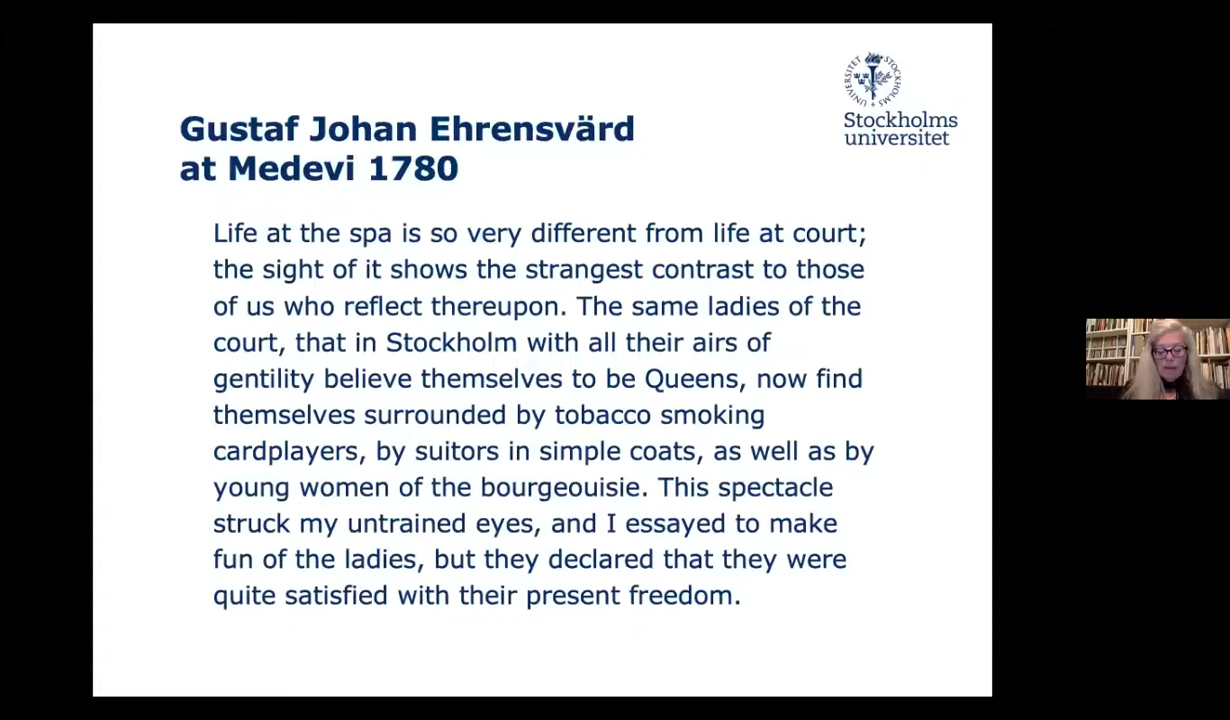 Gustaf Johan Ehrensvärd
at Medevi 1780
STOCKHOLMS UNIVERSITET
Stockholms
universitet
Life at the spa is so very different from life at court;
the sight of it shows the strangest contrast to those
of us who reflect thereupon. The same ladies of the
court, that in Stockholm with all their airs of
gentility believe themselves to be Queens, now find
themselves surrounded by tobacco smoking
cardplayers, by suitors in simple coats, as well as by
young women of the bourgeouisie. This spectacle
struck my untrained eyes, and I essayed to make
fun of the ladies, but they declared that they were
quite satisfied with their present freedom.